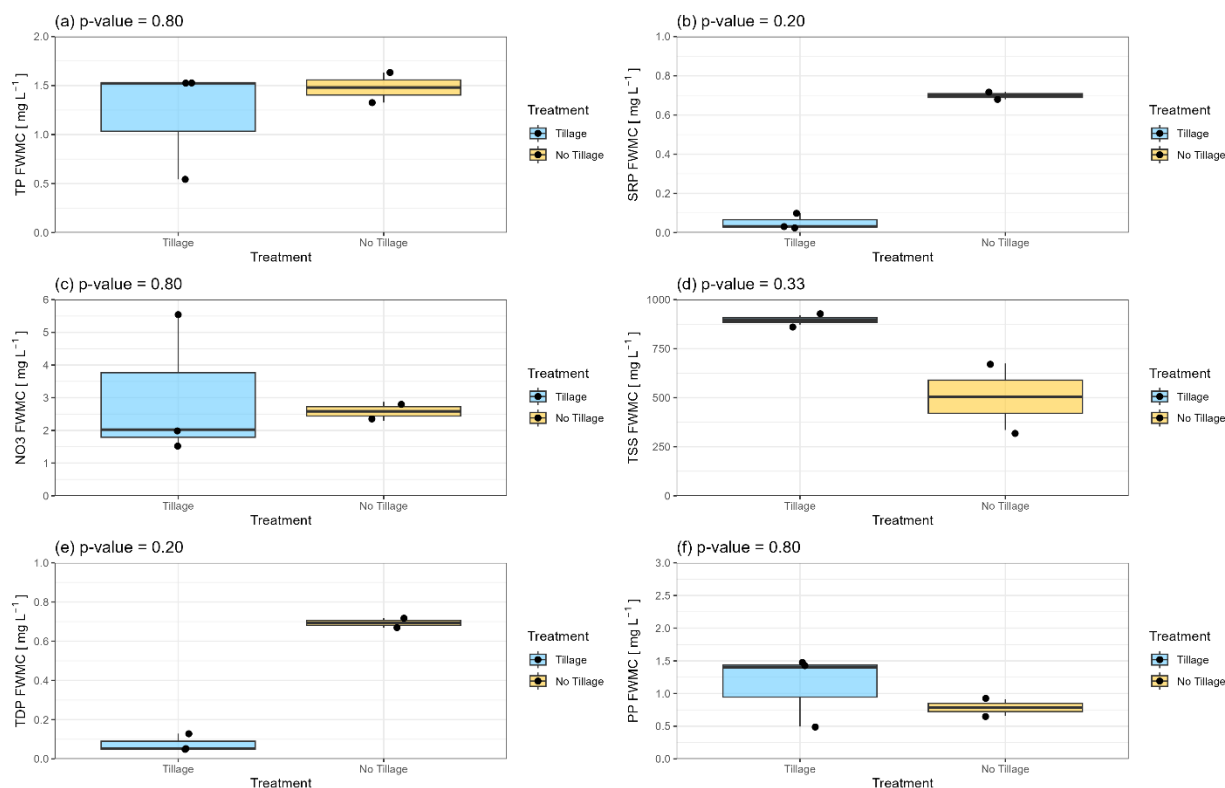 (a) p-value = 0.80
TP FWMC [ mg L⁻¹ ]
2.0
1.5
1.0
0.5
0.0
Tillage
No Tillage
Treatment
Treatment
Tillage
No Tillage
(b) p-value = 0.20
SRP FWMC [ mg L⁻¹ ]
1.0
0.8
0.6
0.4
0.2
0.0
Tillage
No Tillage
Treatment
Treatment
Tillage
No Tillage
(c) p-value = 0.80
NO3 FWMC [ mg L⁻¹ ]
6
5
4
3
2
1
0
Tillage
No Tillage
Treatment
Treatment
Tillage
No Tillage
(d) p-value = 0.33
TSS FWMC [ mg L⁻¹ ]
1000
750
500
250
0
Tillage
No Tillage
Treatment
Treatment
Tillage
No Tillage
(e) p-value = 0.20
TDP FWMC [ mg L⁻¹ ]
1.0
0.8
0.6
0.4
0.2
0.0
Tillage
No Tillage
Treatment
Treatment
Tillage
No Tillage
(f) p-value = 0.80
PP FWMC [ mg L⁻¹ ]
3.0
2.5
2.0
1.5
1.0
0.5
0.0
Tillage
No Tillage
Treatment
Treatment
Tillage
No Tillage